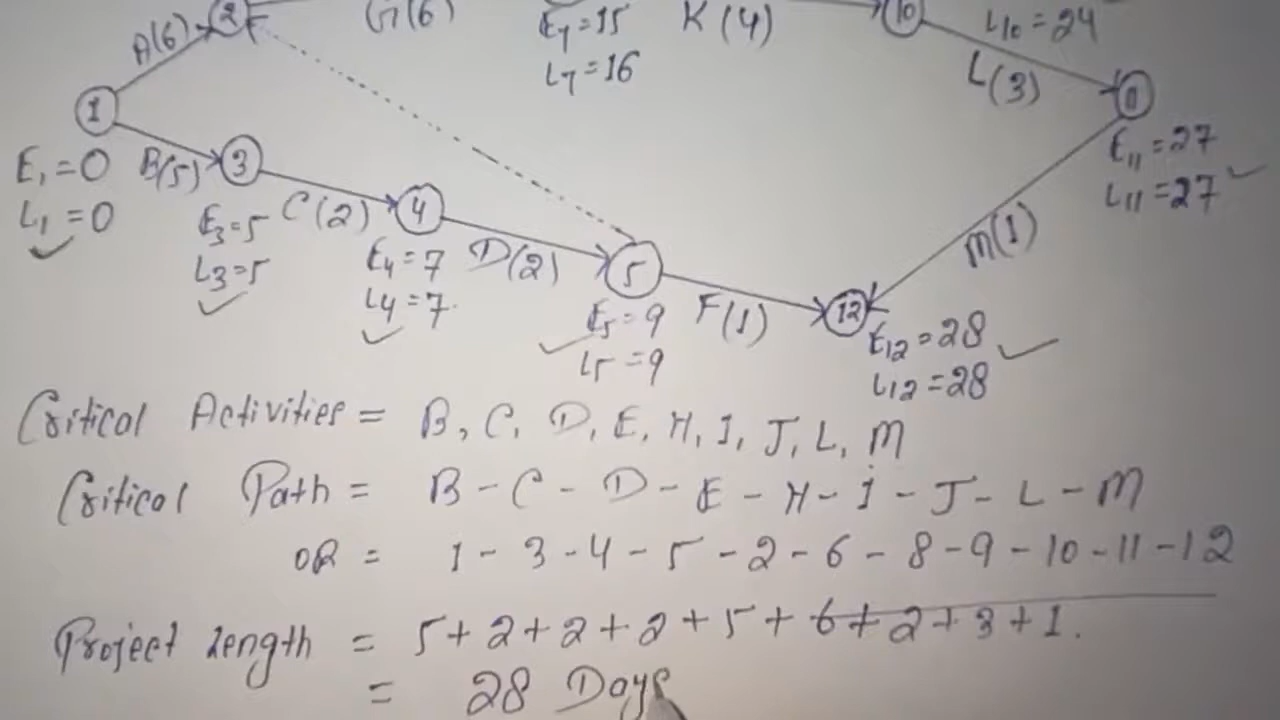 A(6) 2 G(6) E7=15 K(4) 10 L10=24
L7=16 L(3) 11
1
E1=0 B(5) 3 E11=27
L1=0 C(2) 4 L11=27
E3=5 M(1)
L3=5 E4=7 D(2) 5
L4=7 E5=9 F(1) 12
L5=9 E12=28
L12=28
Critical Activities = B, C, D, E, H, I, J, L, M
Critical Path = B-C-D-E-H-I-J-L-M
OR = 1-3-4-5-2-6-8-9-10-11-12
Project length = 5+2+2+2+5+6+2+3+1.
= 28 Days